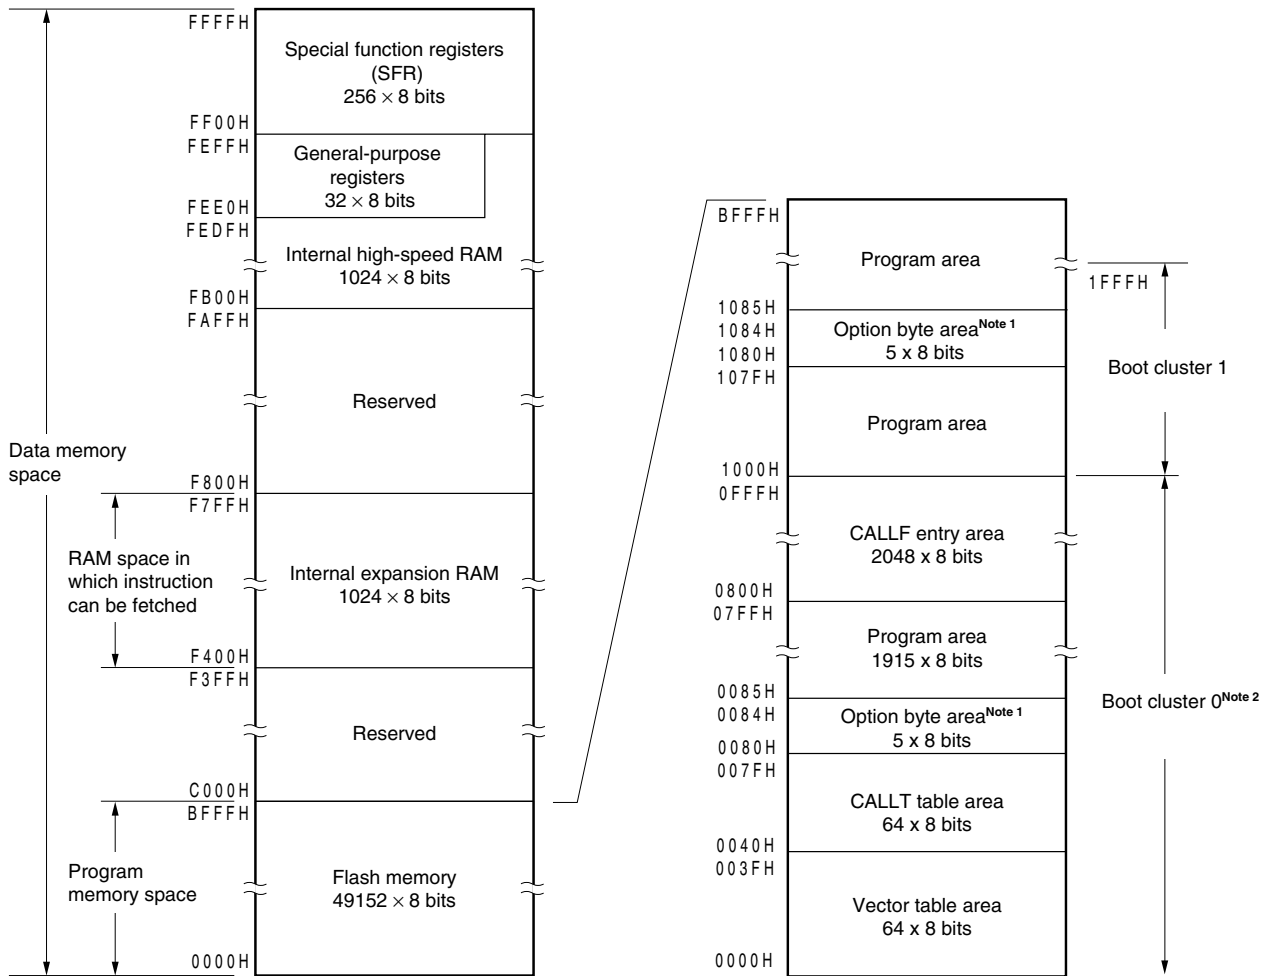 FFFFH
Special function registers
(SFR)
256 × 8 bits
FF00H
FEFFH
General-purpose
registers
32 × 8 bits
FEE0H
FEDFH
Internal high-speed RAM
1024 × 8 bits
FB00H
FAFFH
Reserved
Data memory
space
F800H
F7FFH
RAM space in
which instruction
can be fetched
Internal expansion RAM
1024 × 8 bits
F400H
F3FFH
Reserved
C000H
BFFFH
Program
memory space
Flash memory
49152 × 8 bits
0000H
BFFFH
Program area
1FFFH
1085H
1084H
Option byte areaNote 1
5 x 8 bits
1080H
107FH
Boot cluster 1
Program area
1000H
0FFFH
CALLF entry area
2048 x 8 bits
0800H
07FFH
Program area
1915 x 8 bits
0085H
0084H
Option byte areaNote 1
5 x 8 bits
Boot cluster 0Note 2
0080H
007FH
CALLT table area
64 x 8 bits
0040H
003FH
Vector table area
64 x 8 bits
0000H